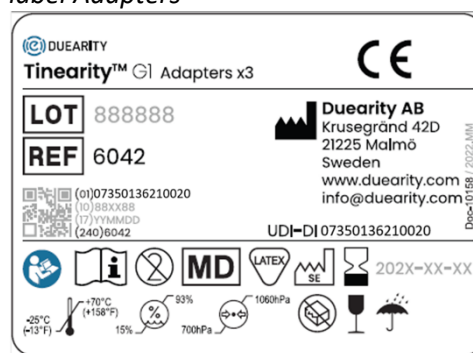 label Adapters
DUEARITY
Tinearity™ G1 Adapters x3
CE
LOT 888888
REF 6042
Duearity AB
Krusegränd 42D
21225 Malmö
Sweden
www.duearity.com
info@duearity.com
Doc-10158 / 2022.MM
(01)07350136210020
(10)88XX88
(17)YYMMDD
(240)6042
UDI-DI 07350136210020
i
2
MD
LATEX
SE
202X-XX-XX
-25°C
(-13°F)
+70°C
(+158°F)
15%
%
93%
700hPa
1060hPa